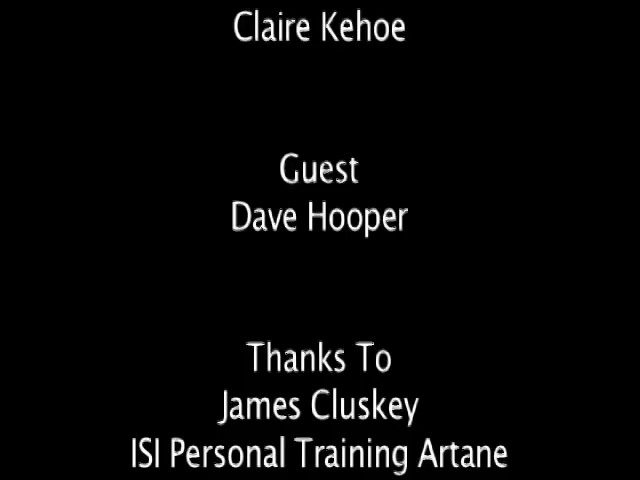 Claire Kehoe
Guest
Dave Hooper
Thanks To
James Cluskey
ISI Personal Training Artane